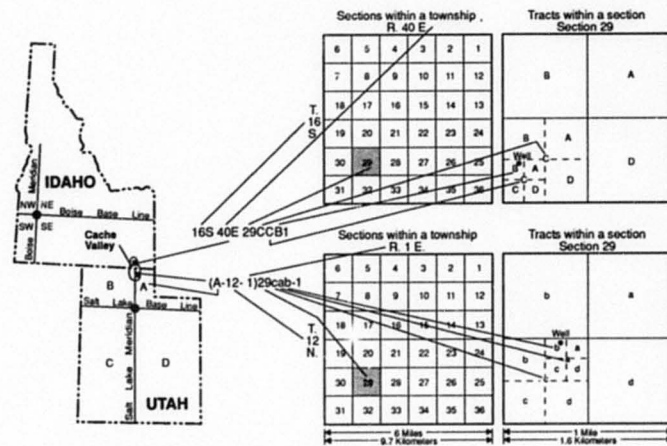 Sections within a township
R. 40 E.
Tracts within a section
Section 29
6 5 4 3 2 1
7 8 9 10 11 12
18 17 16 15 14 13
19 20 21 22 23 24
30 29 28 27 26 25
31 32 33 34 35 36
T.
16
S
B A
B A
Well
B A C
C D
C D
D
IDAHO
Meridian
NW NE
Boise Base Line
SW SE
Boise
Cache
Valley
16S 40E 29CCB1
(A-12- 1)29cab-1
B A
Salt Lake Base Line
Meridian
C D
Salt Lake
UTAH
Sections within a township
R. 1 E.
Tracts within a section
Section 29
6 5 4 3 2 1
7 8 9 10 11 12
18 17 16 15 14 13
19 20 21 22 23 24
30 29 28 27 26 25
31 32 33 34 35 36
T.
12
N.
b a
Well
b a
b
c d
c d
d
6 Miles
9.7 Kilometers
1 Mile
1.6 Kilometers